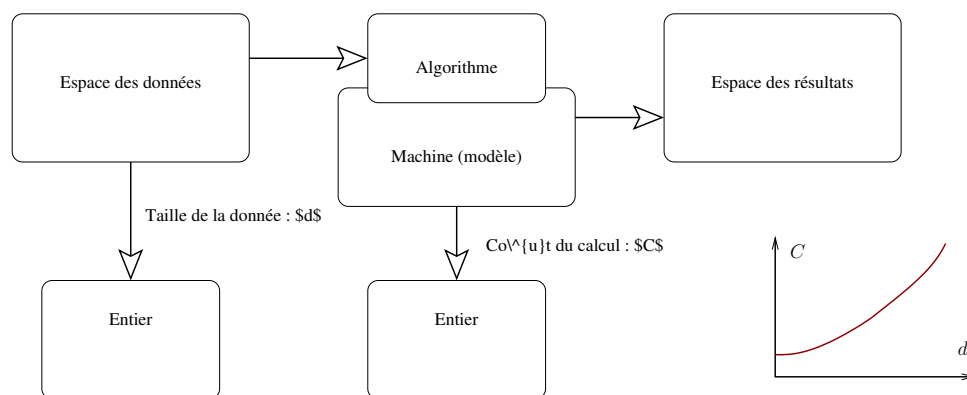 Espace des données
Algorithme
Espace des résultats
Machine (modèle)
Taille de la donnée : $d$
Co\^{u}t du calcul : $C$
C
Entier
Entier
d